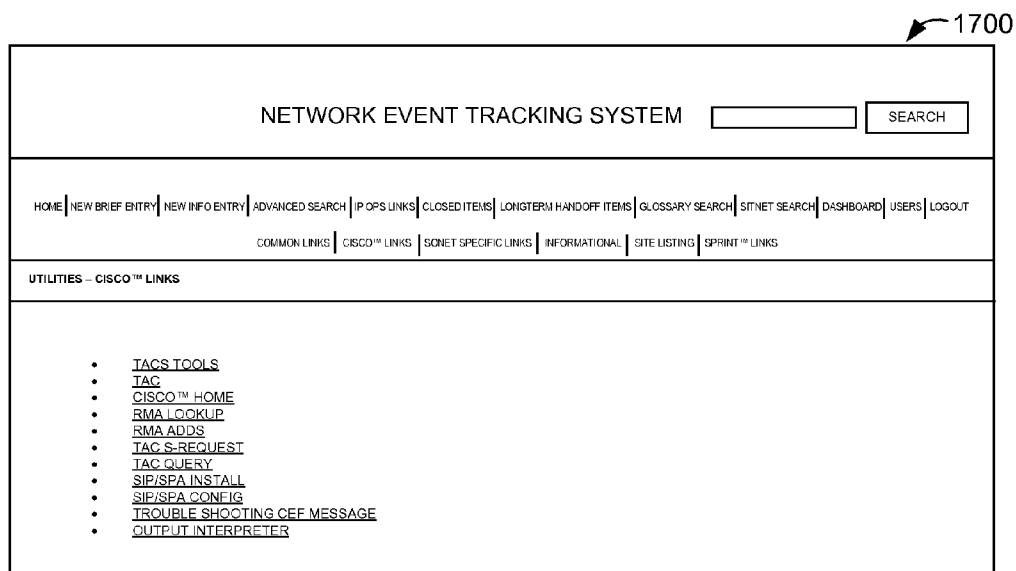 1700
NETWORK EVENT TRACKING SYSTEM SEARCH
HOME NEW BRIEF ENTRY NEW INFO ENTRY ADVANCED SEARCH IP OPS LINKS CLOSED ITEMS LONGTERM HANDOFF ITEMS GLOSSARY SEARCH SITNET SEARCH DASHBOARD USERS LOGOUT
COMMON LINKS CISCO™ LINKS SONET SPECIFIC LINKS INFORMATIONAL SITE LISTING SPRINT™ LINKS
UTILITIES – CISCO™ LINKS
• TACS TOOLS
• TAC
• CISCO™ HOME
• RMA LOOKUP
• RMA ADDS
• TAC S-REQUEST
• TAC QUERY
• SIP/SPA INSTALL
• SIP/SPA CONFIG
• TROUBLE SHOOTING CEF MESSAGE
• OUTPUT INTERPRETER